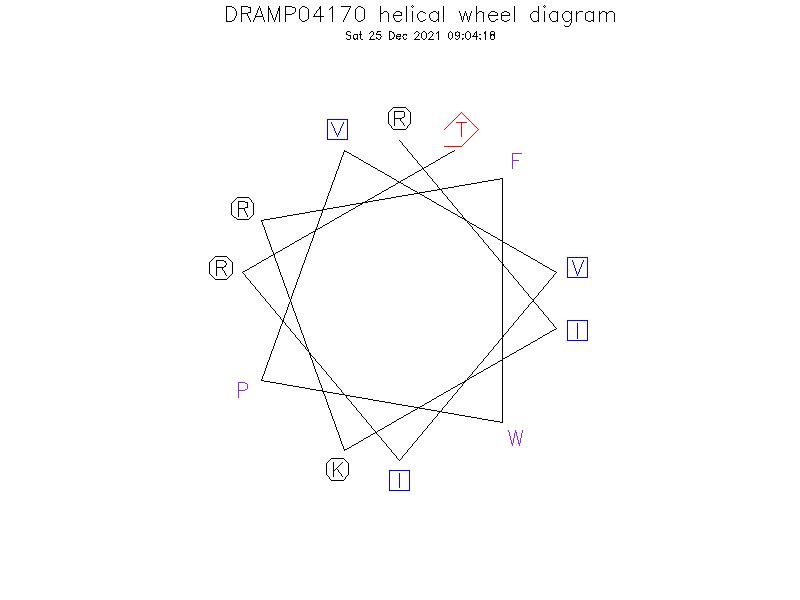 DRAMP04170 helical wheel diagram
Sat 25 Dec 2021 09:04:18
R
T
V
F
R
R
V
I
P
W
K
I